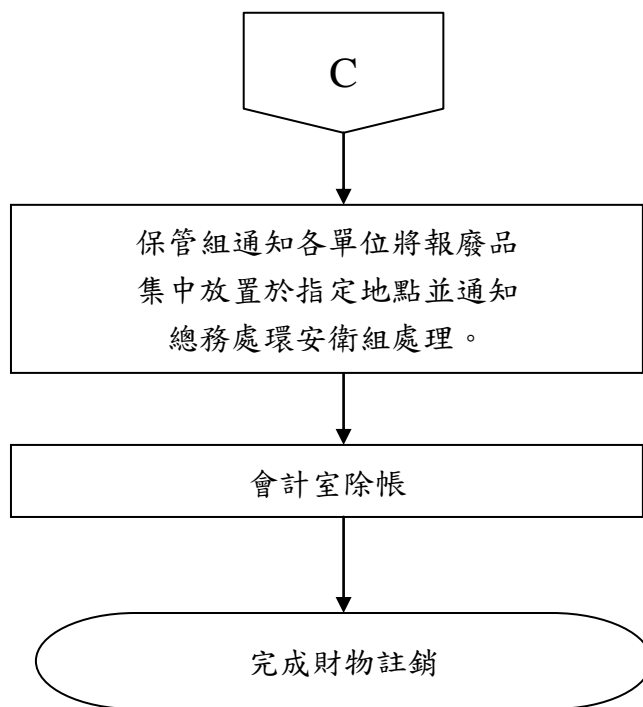 C
保管組通知各單位將報廢品
集中放置於指定地點並通知
總務處環安衛組處理。
會計室除帳
完成財物註銷